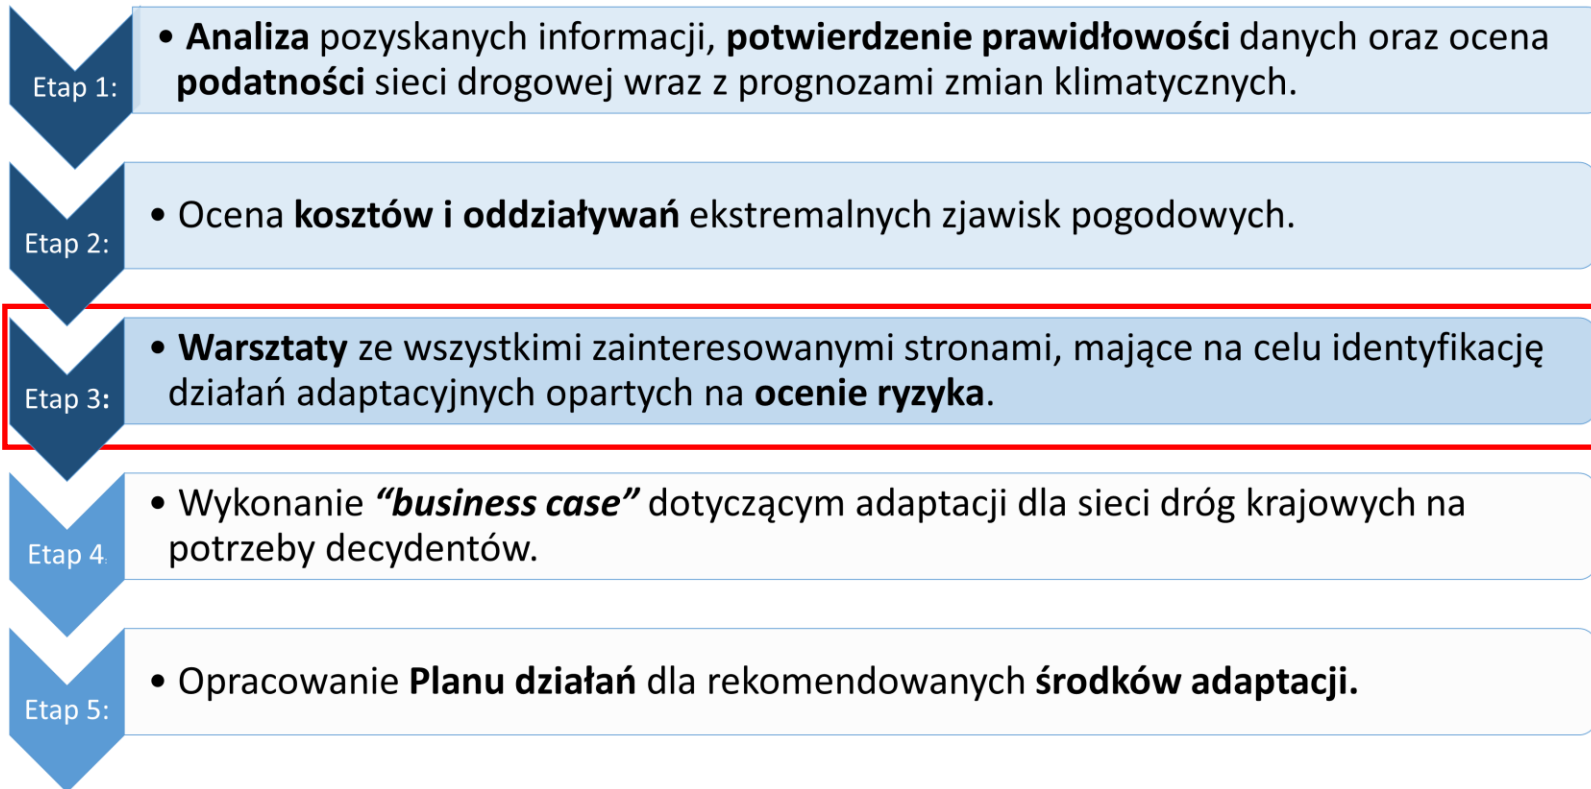 Etap 1:
• Analiza pozyskanych informacji, potwierdzenie prawidłowości danych oraz ocena
podatności sieci drogowej wraz z prognozami zmian klimatycznych.
Etap 2:
• Ocena kosztów i oddziaływań ekstremalnych zjawisk pogodowych.
Etap 3:
• Warsztaty ze wszystkimi zainteresowanymi stronami, mające na celu identyfikację
działań adaptacyjnych opartych na ocenie ryzyka.
Etap 4:
• Wykonanie “business case” dotyczącym adaptacji dla sieci dróg krajowych na
potrzeby decydentów.
Etap 5:
• Opracowanie Planu działań dla rekomendowanych środków adaptacji.